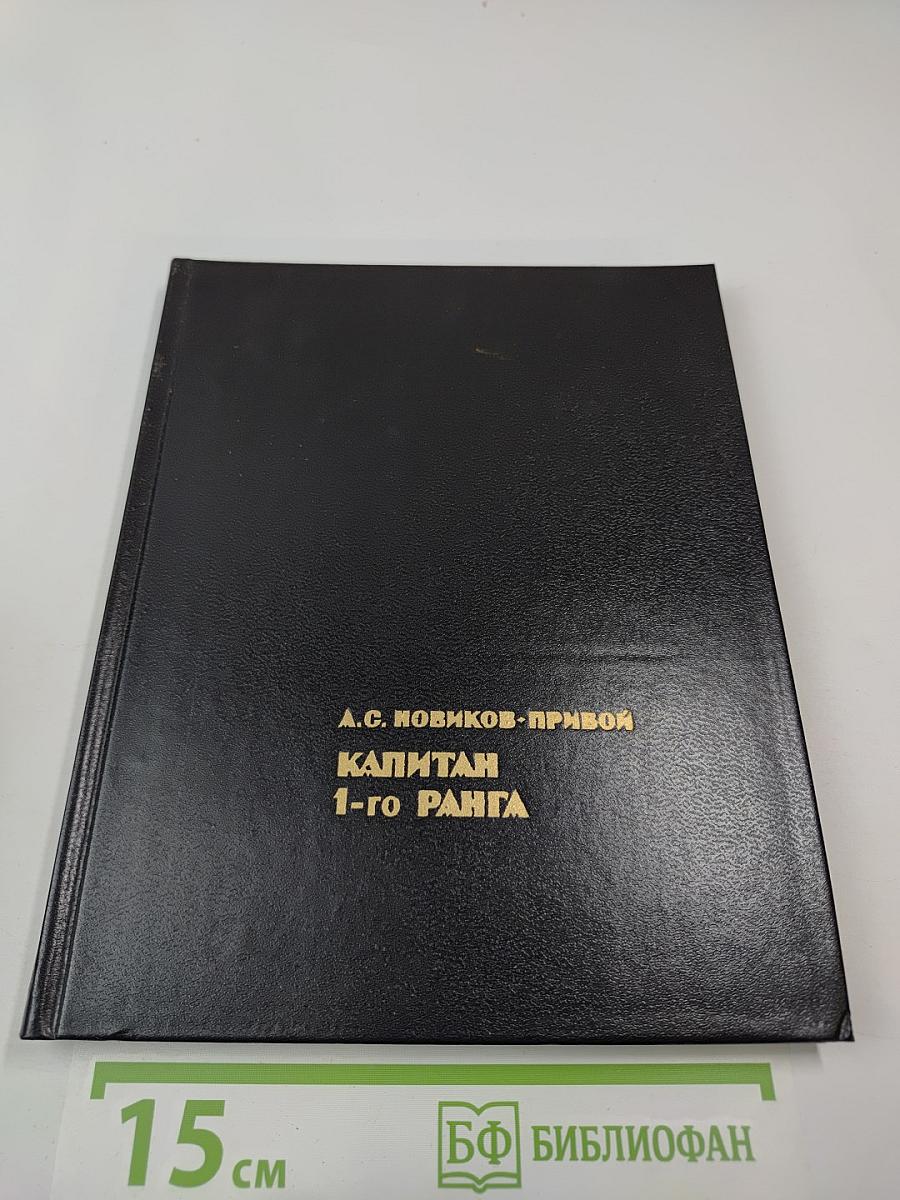 А.С. НОВИКОВ-ПРИБОЙ
КАПИТАН
1-го РАНГА
15 см
БФ БИБЛИОФАН